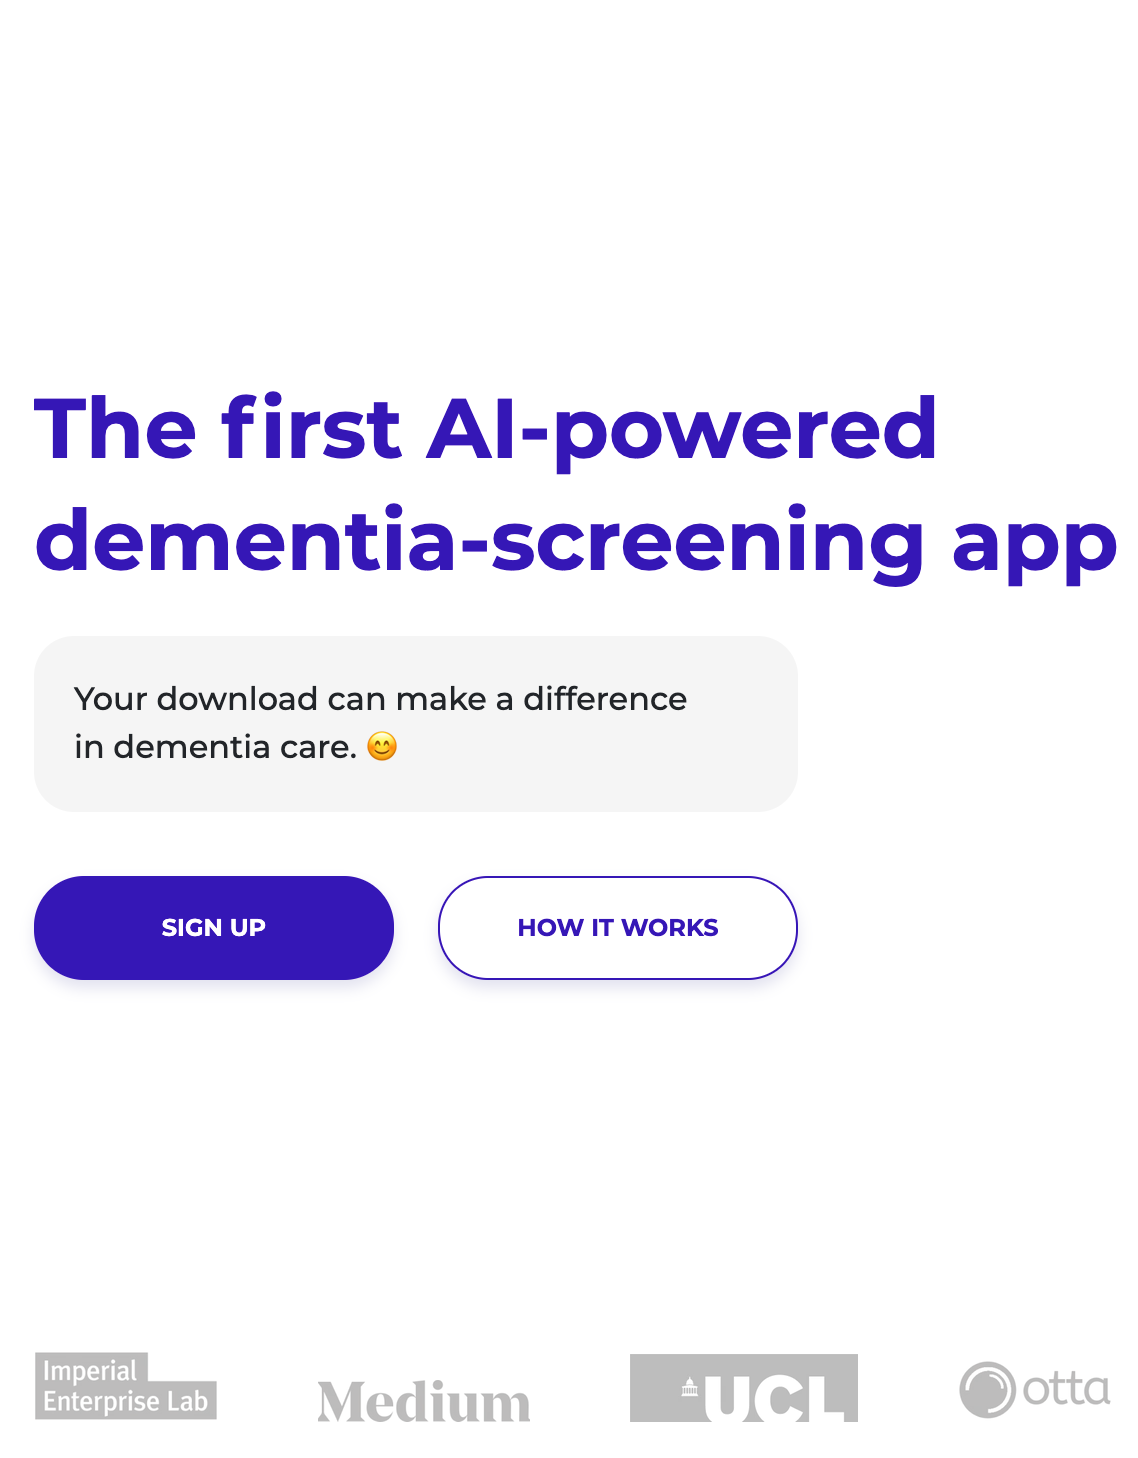 The first AI-powered
dementia-screening app
Your download can make a difference
in dementia care. 😊
SIGN UP
HOW IT WORKS
Imperial
Enterprise Lab
Medium
UCL
otta